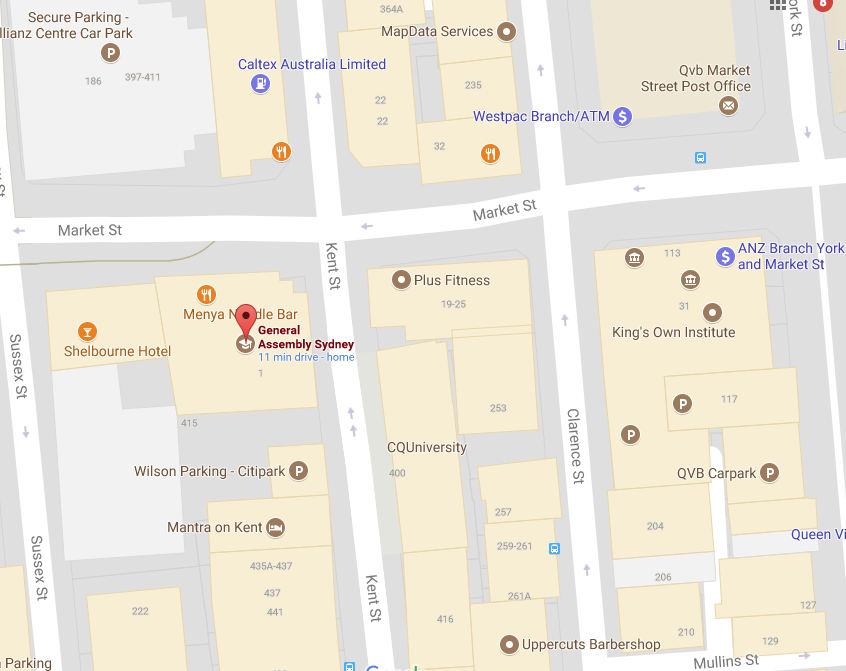 364A
Secure Parking -
llianz Centre Car Park
P
MapData Services
ork St
8
Caltex Australia Limited
186
397-411
235
Qvb Market
Street Post Office
22
22
Westpac Branch/ATM
$
32
Market St
Market St
Kent St
ANZ Branch York
and Market St
$
113
Plus Fitness
19-25
31
King's Own Institute
Menya Noodle Bar
General
Assembly Sydney
11 min drive - home
1
Shelbourne Hotel
Sussex St
415
253
Clarence St
P
117
P
CQUniversity
400
Wilson Parking - Citipark
P
QVB Carpark
P
257
Mantra on Kent
204
259-261
Queen Vi
Sussex St
435A-437
437
441
206
261A
Kent St
222
416
127
210
129
Uppercuts Barbershop
Mullins St
Parking